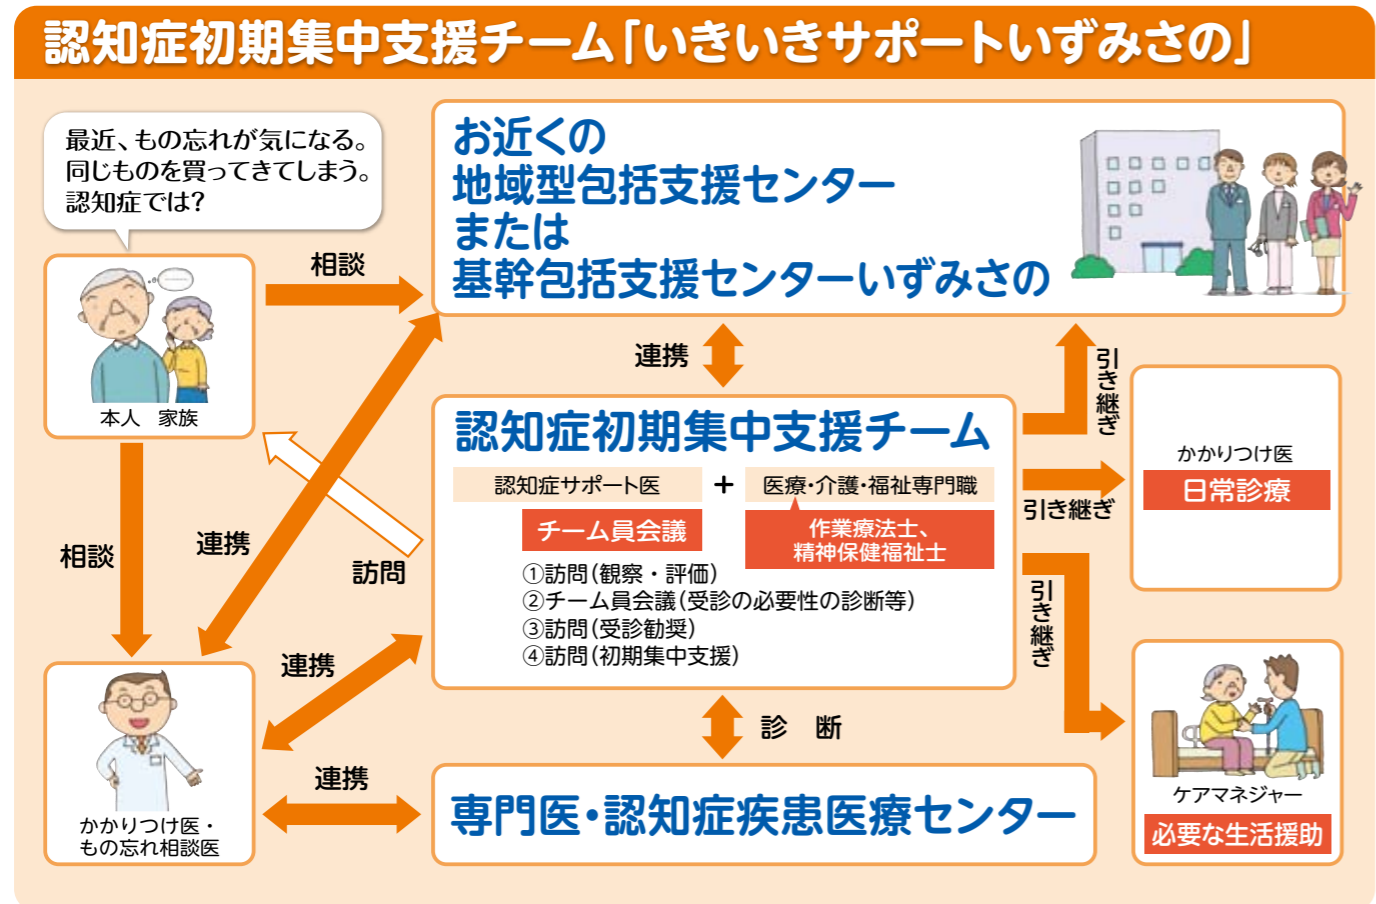 認知症初期集中支援チーム「いきいきサポートいずみさの」
最近、もの忘れが気になる。
同じものを買ってきてしまう。
認知症では?
本人 家族
相談
お近くの
地域型包括支援センター
または
基幹包括支援センターいずみさの
連携
引き継ぎ
認知症初期集中支援チーム
認知症サポート医
+
医療・介護・福祉専門職
チーム員会議
作業療法士、
精神保健福祉士
①訪問(観察・評価)
②チーム員会議(受診の必要性の診断等)
③訪問(受診勧奨)
④訪問(初期集中支援)
引き継ぎ
かかりつけ医
日常診療
相談
連携
訪問
引き継ぎ
連携
診 断
連携
かかりつけ医・
もの忘れ相談医
専門医・認知症疾患医療センター
ケアマネジャー
必要な生活援助